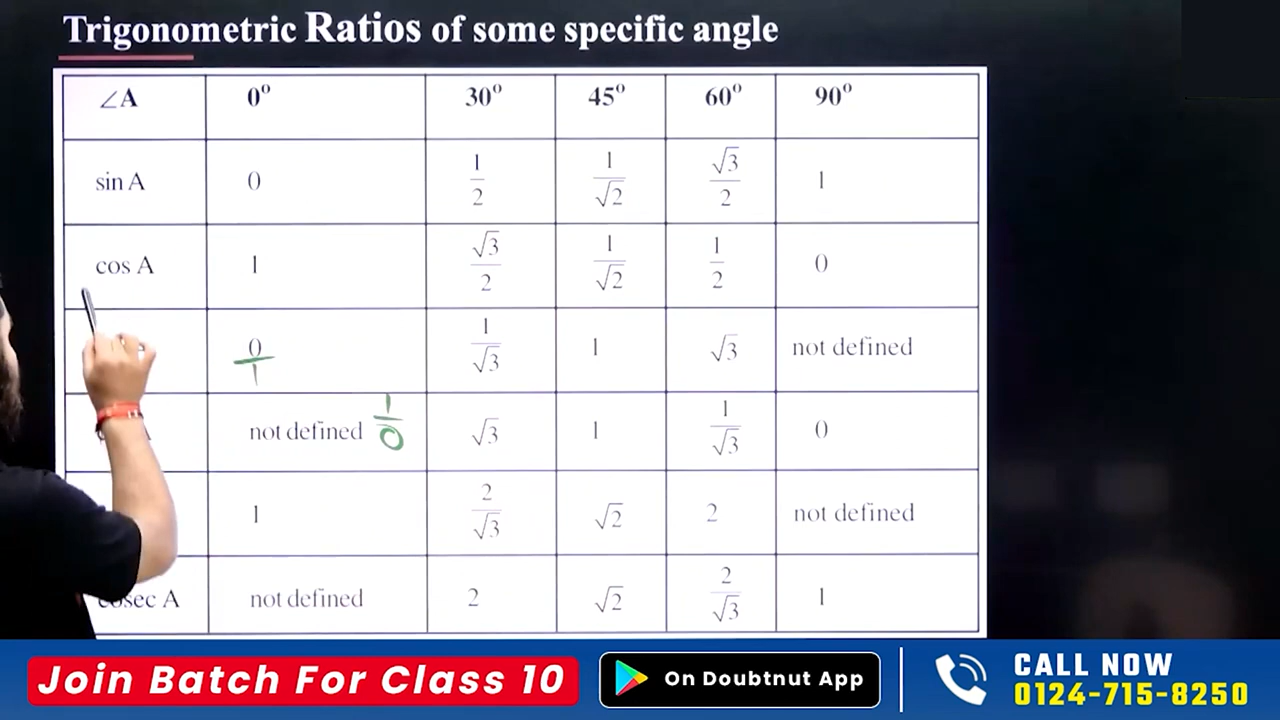 Trigonometric Ratios of some specific angle
∠A 0° 30° 45° 60° 90°
sin A 0 1/2 1/√2 √3/2 1
cos A 1 √3/2 1/√2 1/2 0
0/1 1/√3 1 √3 not defined
not defined 1/0 √3 1 1/√3 0
1 2/√3 √2 2 not defined
cosec A not defined 2 √2 2/√3 1
Join Batch For Class 10
On Doubtnut App
CALL NOW
0124-715-8250